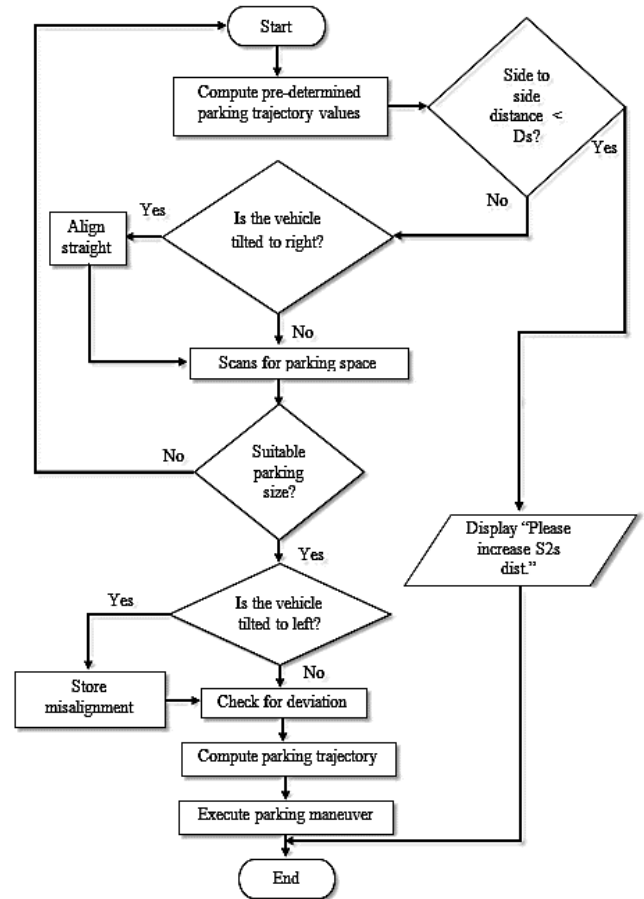 Start
Compute pre-determined
parking trajectory values
Side to
side
distance <
Ds?
Yes
No
Is the vehicle
tilted to right?
Yes
Align
straight
No
Scans for parking space
Suitable
parking
size?
No
Yes
Display “Please
increase S2s
dist.”
Is the vehicle
tilted to left?
Yes
No
Store
misalignment
Check for deviation
Compute parking trajectory
Execute parking maneuver
End